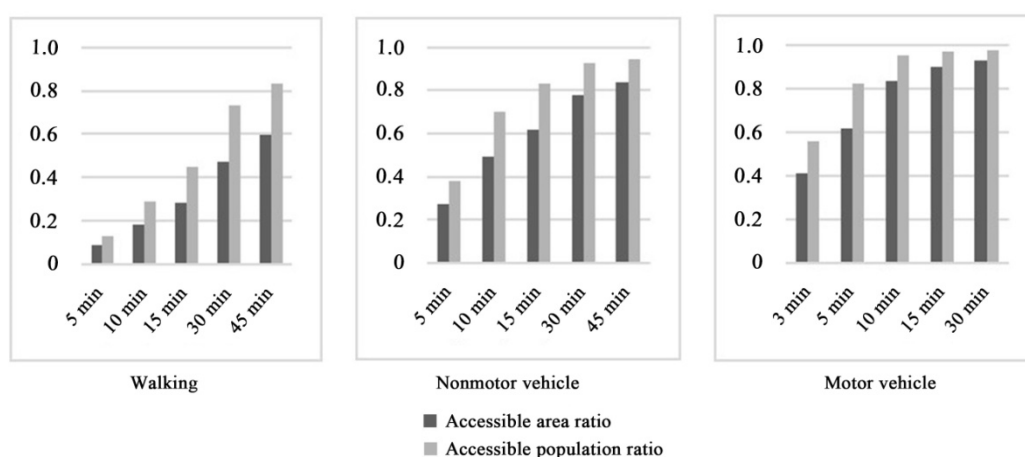 1.0
0.8
0.6
0.4
0.2
0
5 min
10 min
15 min
30 min
45 min
Walking
1.0
0.8
0.6
0.4
0.2
0
5 min
10 min
15 min
30 min
45 min
Nonmotor vehicle
1.0
0.8
0.6
0.4
0.2
0
3 min
5 min
10 min
15 min
30 min
Motor vehicle
Accessible area ratio
Accessible population ratio